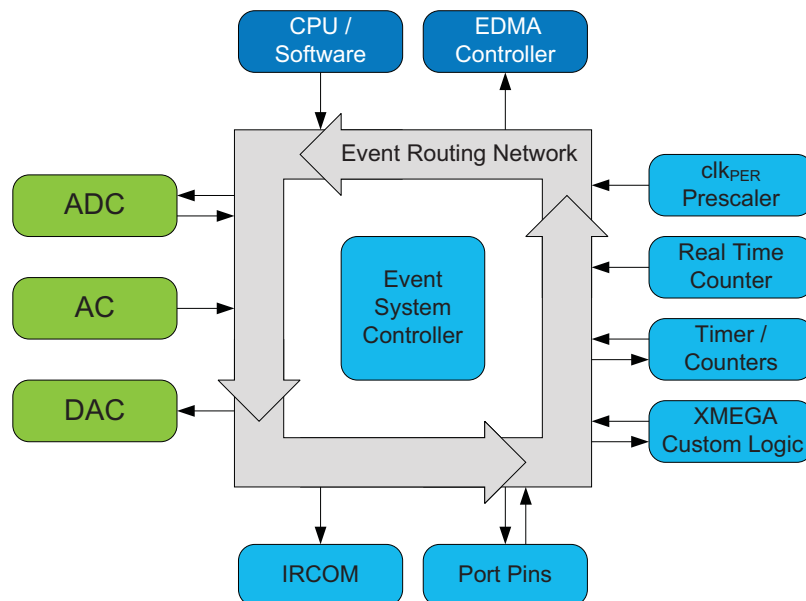 CPU /
Software
EDMA
Controller
Event Routing Network
ADC
AC
DAC
Event
System
Controller
clkPER
Prescaler
Real Time
Counter
Timer /
Counters
XMEGA
Custom Logic
IRCOM
Port Pins